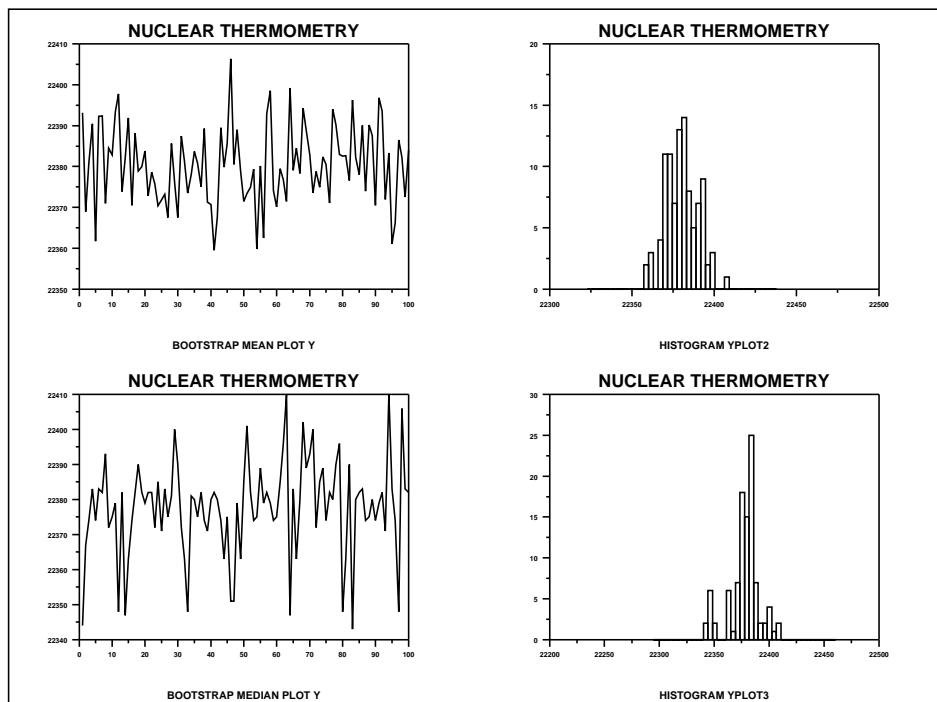 NUCLEAR THERMOMETRY
22410
22400
22390
22380
22370
22360
22350
0 10 20 30 40 50 60 70 80 90 100
BOOTSTRAP MEAN PLOT Y
NUCLEAR THERMOMETRY
20
15
10
5
0
22300 22350 22400 22450 22500
HISTOGRAM YPLOT2
NUCLEAR THERMOMETRY
22410
22400
22390
22380
22370
22360
22350
22340
0 10 20 30 40 50 60 70 80 90 100
BOOTSTRAP MEDIAN PLOT Y
NUCLEAR THERMOMETRY
30
25
20
15
10
5
0
22200 22250 22300 22350 22400 22450 22500
HISTOGRAM YPLOT3